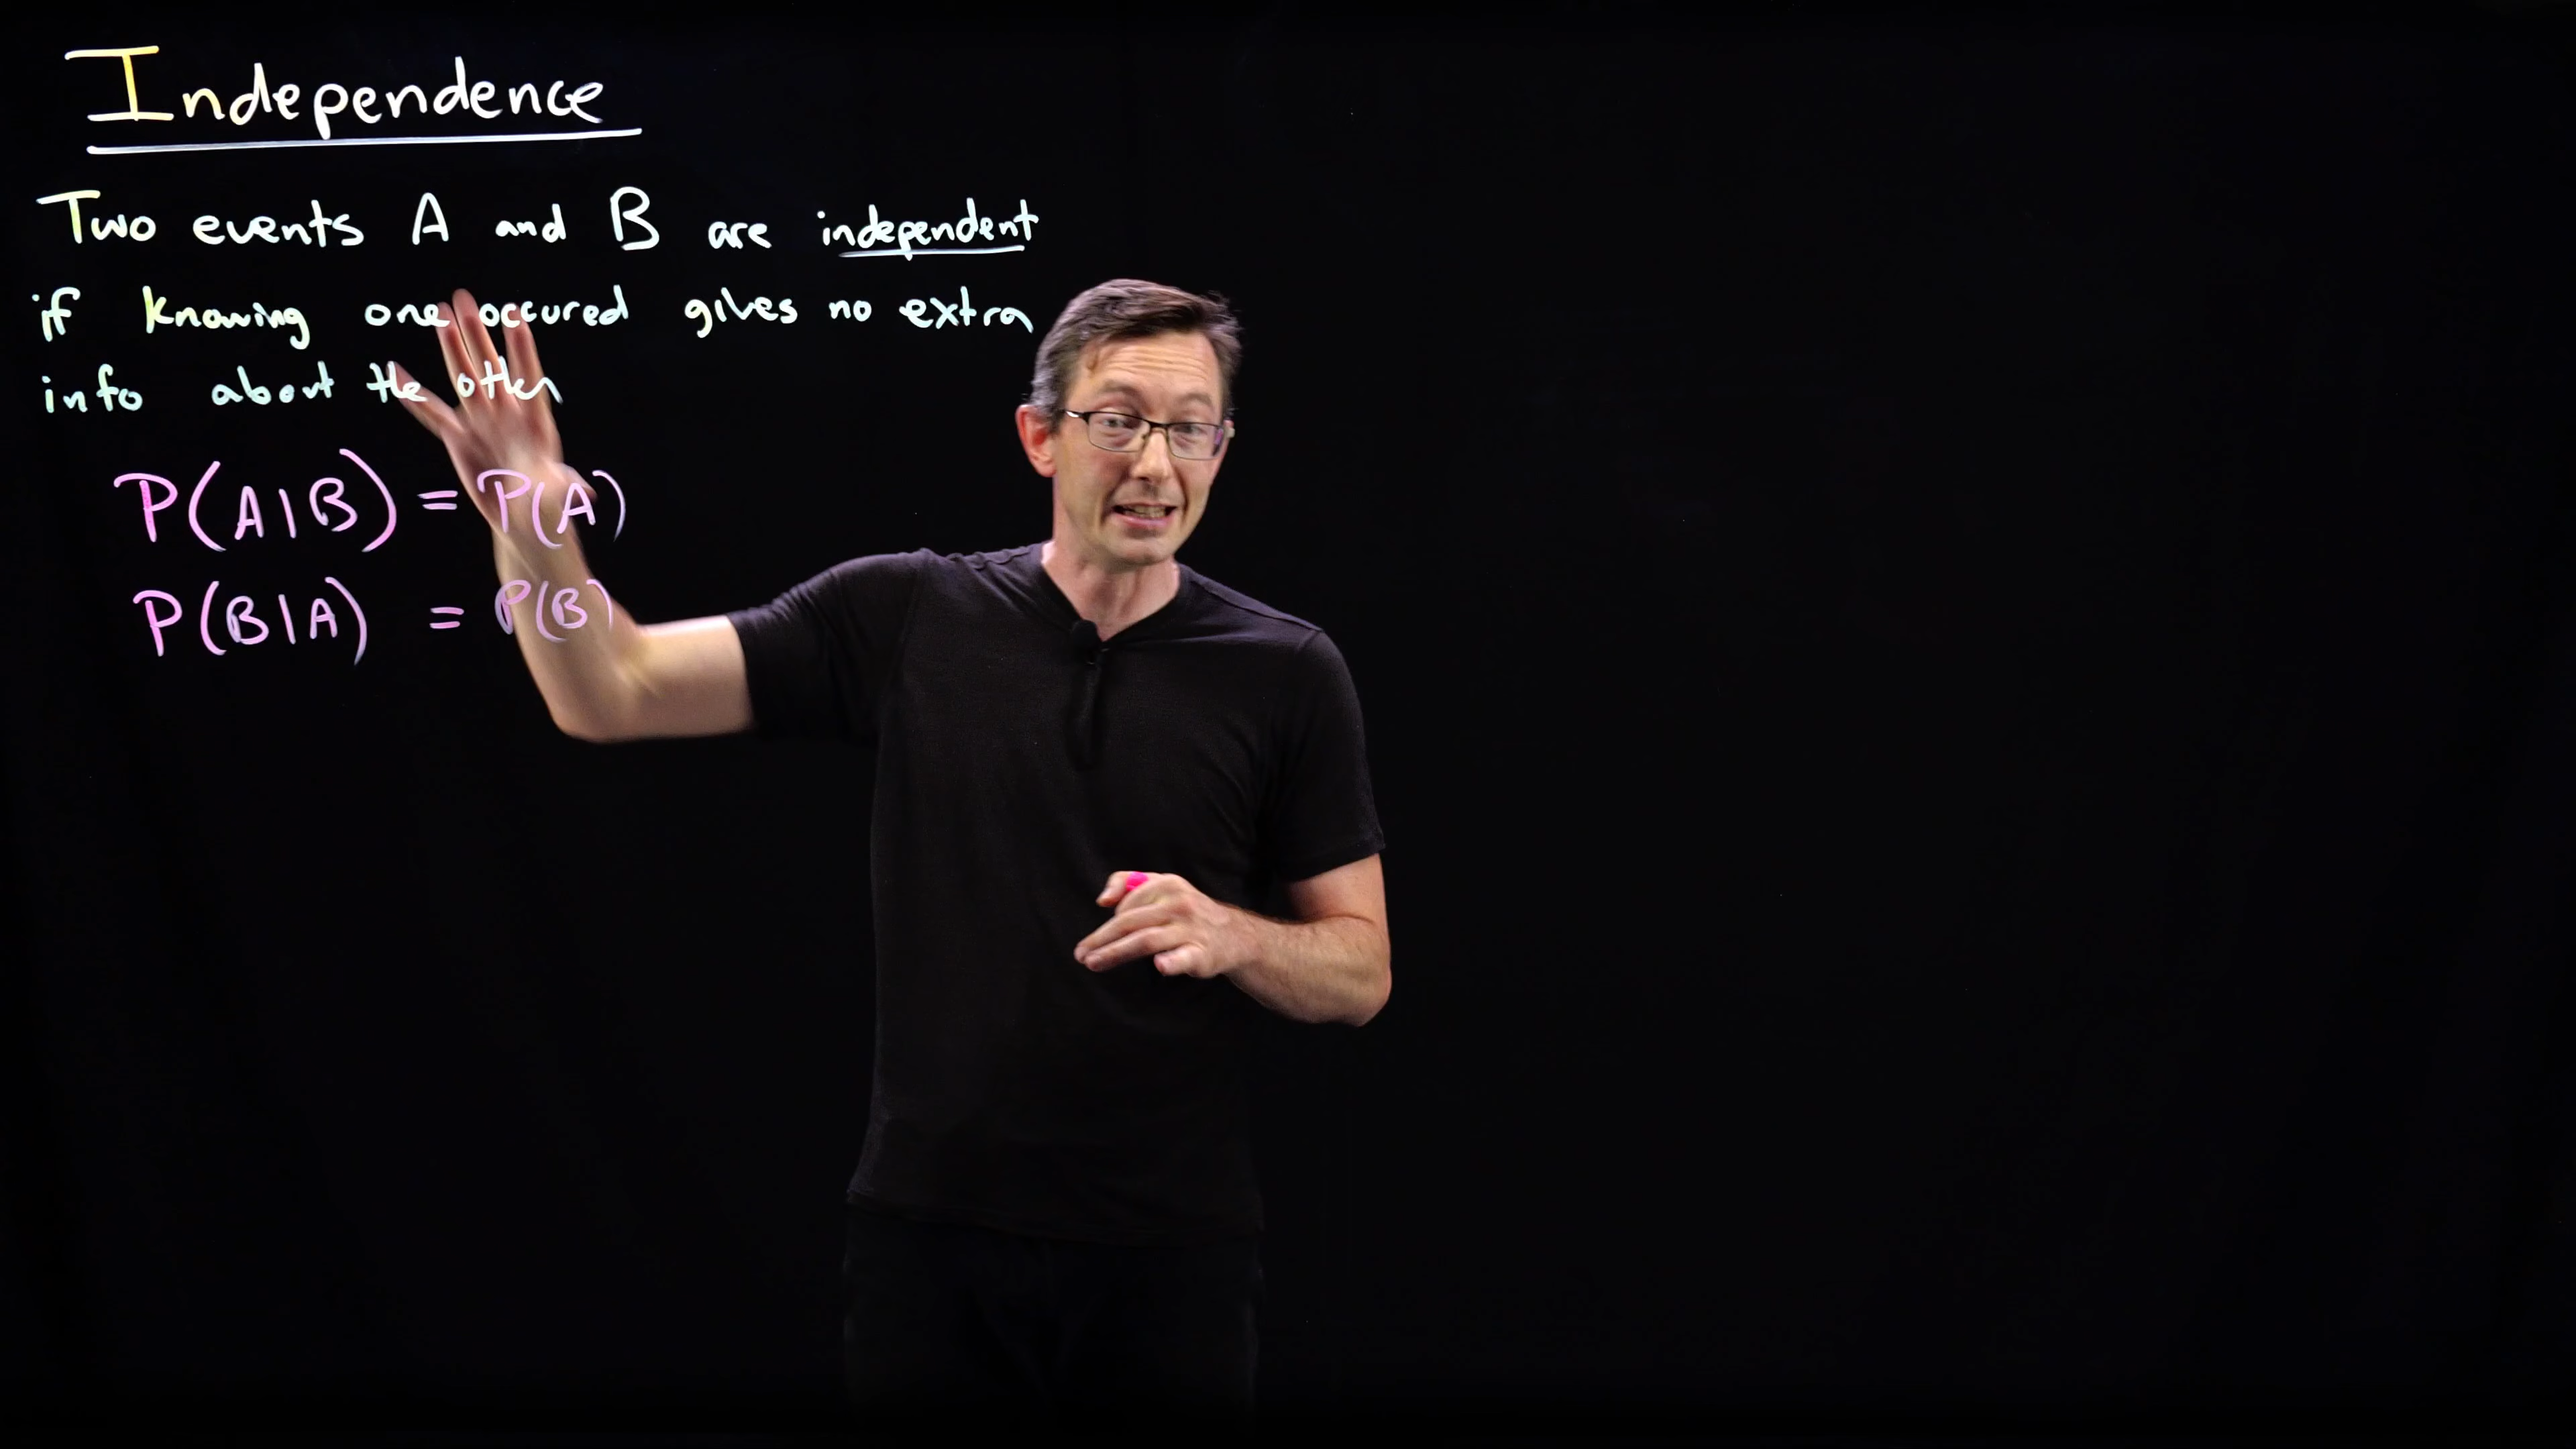 Independence
Two events A and B are independent
if knowing one occured gives no extra
info about the other
P(A|B) = P(A)
P(B|A) = P(B)